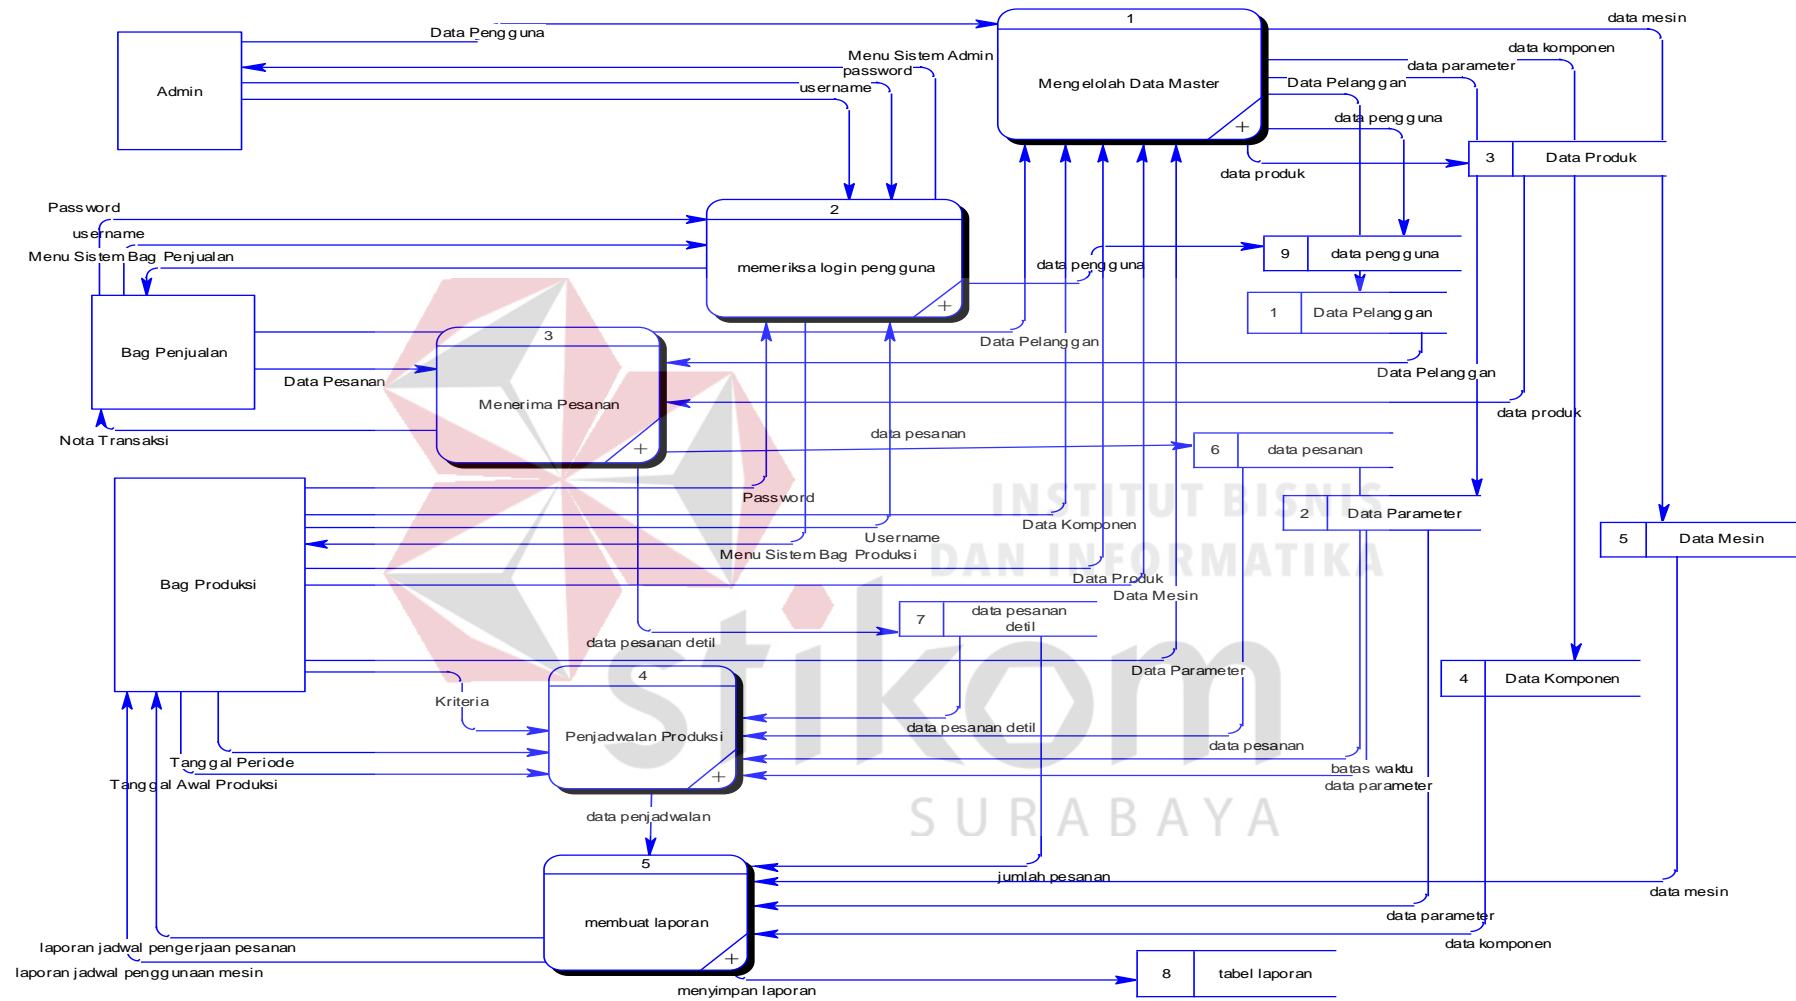 data mesin
1
Data Pengguna
data komponen
Menu Sistem Admin
data parameter
password
Mengelolah Data Master
Data Pelanggan
Admin
username
data pengguna
+
3
Data Produk
data produk
Password
2
username
Menu Sistem Bag Penjualan
memeriksa login pengguna
data pengguna
9
data pengguna
+
1
Data Pelanggan
3
Data Pelanggan
Bag Penjualan
Data Pesanan
Data Pelanggan
Menerima Pesanan
data produk
Nota Transaksi
data pesanan
+
6
data pesanan
Password
INSTITUT BISNIS
2
Data Parameter
Data Komponen
Username
5
Data Mesin
Menu Sistem Bag Produksi
DAN INFORMATIKA
Bag Produksi
Data Produk
Data Mesin
7
data pesanan
detil
data pesanan detil
stikom
4
Data Parameter
4
Data Komponen
Kriteria
data pesanan detil
Penjadwalan Produksi
data pesanan
Tanggal Periode
batas waktu
+
Tanggal Awal Produksi
data parameter
data penjadwalan
SURABAYA
5
jumlah pesanan
data mesin
membuat laporan
data parameter
laporan jadwal pengerjaan pesanan
data komponen
+
laporan jadwal penggunaan mesin
8
tabel laporan
menyimpan laporan